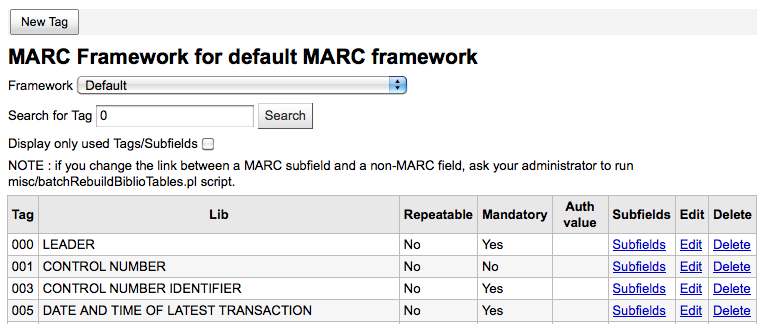 New Tag
MARC Framework for default MARC framework
Framework Default
Search for Tag 0 Search
Display only used Tags/Subfields
NOTE : if you change the link between a MARC subfield and a non-MARC field, ask your administrator to run
misc/batchRebuildBiblioTables.pl script.
Tag Lib Repeatable Mandatory Auth value Subfields Edit Delete
000 LEADER No Yes Subfields Edit Delete
001 CONTROL NUMBER No No Subfields Edit Delete
003 CONTROL NUMBER IDENTIFIER No Yes Subfields Edit Delete
005 DATE AND TIME OF LATEST TRANSACTION No Yes Subfields Edit Delete